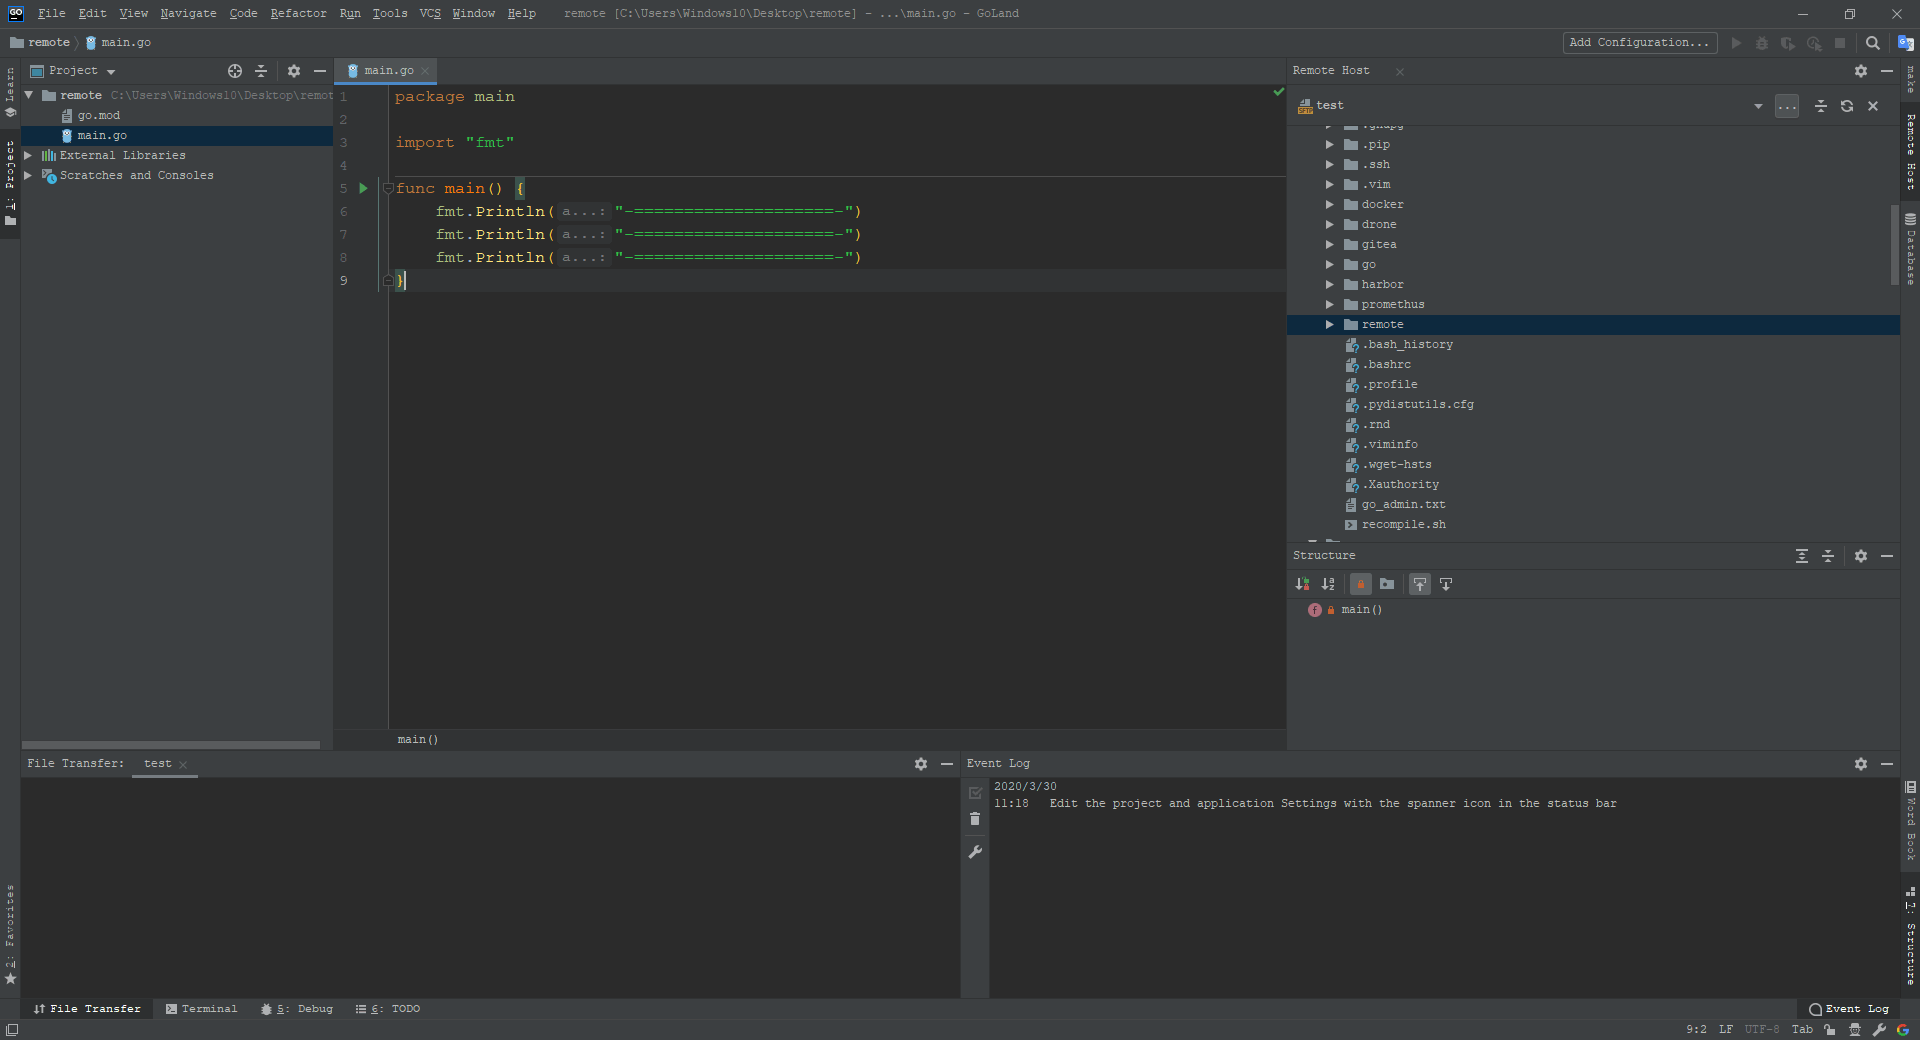 GO File Edit View Navigate Code Refactor Run Tools VCS Window Help remote [C:\Users\Windows10\Desktop\remote] - ...\main.go - GoLand
remote main.go Add Configuration...
Learn
1: Project
2: Favorites
Project
remote C:\Users\Windows10\Desktop\remot
go.mod
main.go
External Libraries
Scratches and Consoles
main.go
1 package main
2
3 import "fmt"
4
5 func main() {
6 fmt.Println( a...: "-====================-")
7 fmt.Println( a...: "-====================-")
8 fmt.Println( a...: "-====================-")
9 }
main()
Remote Host
test ...
.gnupg
.pip
.ssh
.vim
docker
drone
gitea
go
harbor
promethus
remote
.bash_history
.bashrc
.profile
.pydistutils.cfg
.rnd
.viminfo
.wget-hsts
.Xauthority
go_admin.txt
recompile.sh
Structure
f main()
make
Remote Host
Database
Word Book
7: Structure
File Transfer: test
Event Log
2020/3/30
11:18 Edit the project and application Settings with the spanner icon in the status bar
File Transfer Terminal 5: Debug 6: TODO Event Log
9:2 LF UTF-8 Tab